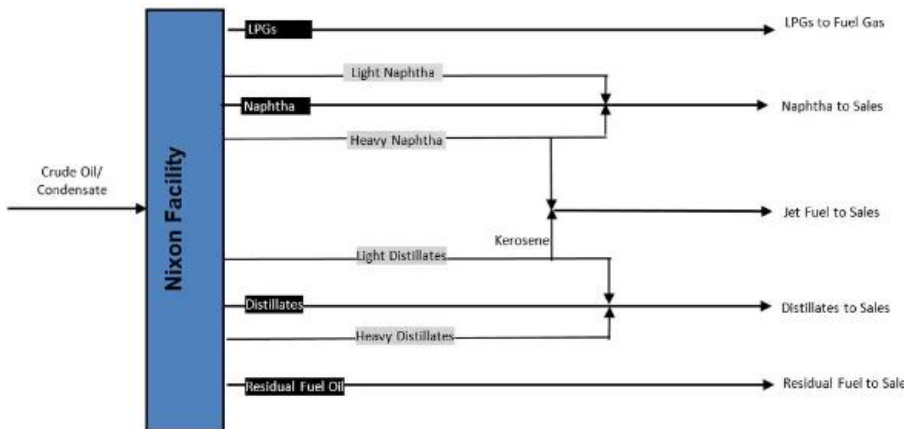 LPGs
LPGs to Fuel Gas
Light Naphtha
Naphtha
Naphtha to Sales
Heavy Naphtha
Crude Oil/
Condensate
Nixon Facility
Jet Fuel to Sales
Kerosene
Light Distillates
Distillates
Distillates to Sales
Heavy Distillates
Residual Fuel Oil
Residual Fuel to Sale